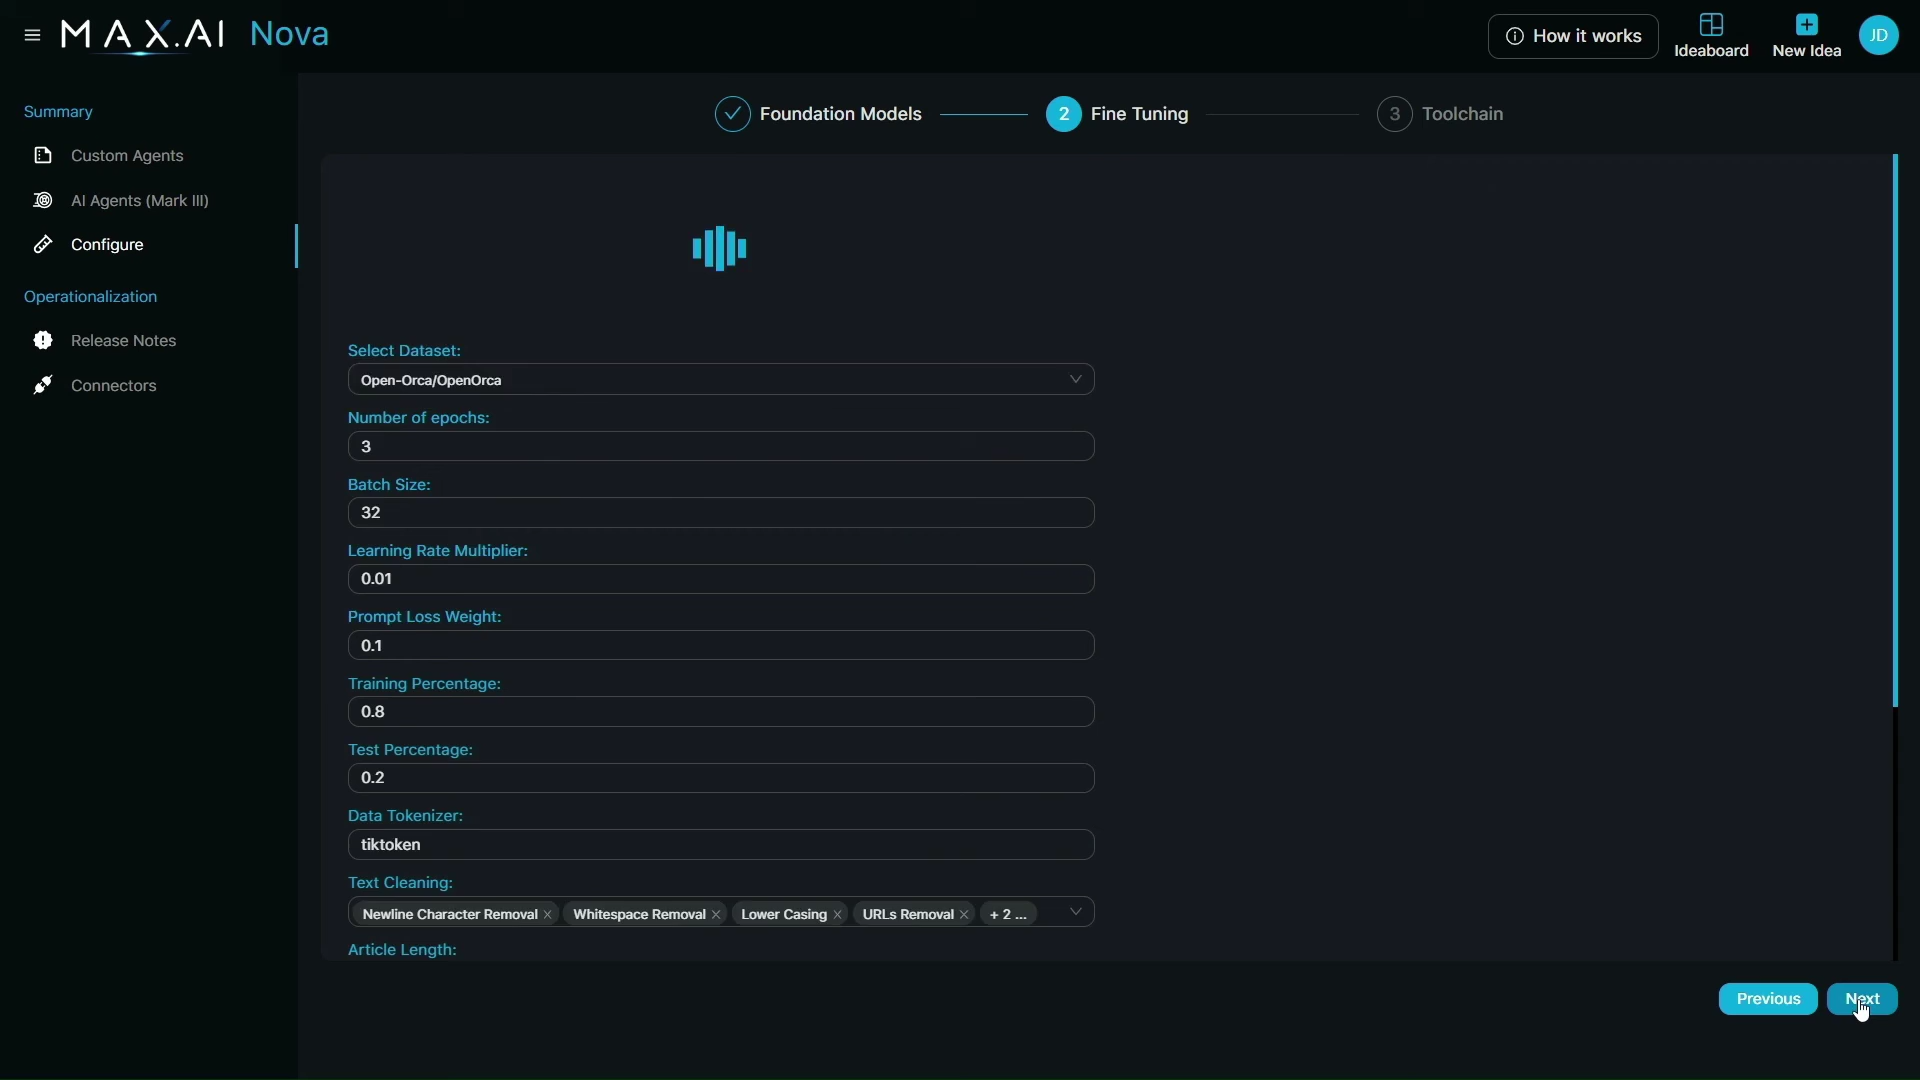 MAX.AI Nova
How it works
Ideaboard
New Idea
JD
Summary
Custom Agents
AI Agents (Mark III)
Configure
Operationalization
Release Notes
Connectors
Foundation Models
2 Fine Tuning
3 Toolchain
Select Dataset:
Open-Orca/OpenOrca
Number of epochs:
3
Batch Size:
32
Learning Rate Multiplier:
0.01
Prompt Loss Weight:
0.1
Training Percentage:
0.8
Test Percentage:
0.2
Data Tokenizer:
tiktoken
Text Cleaning:
Newline Character Removal × Whitespace Removal × Lower Casing × URLs Removal × + 2 ...
Article Length:
Previous Next